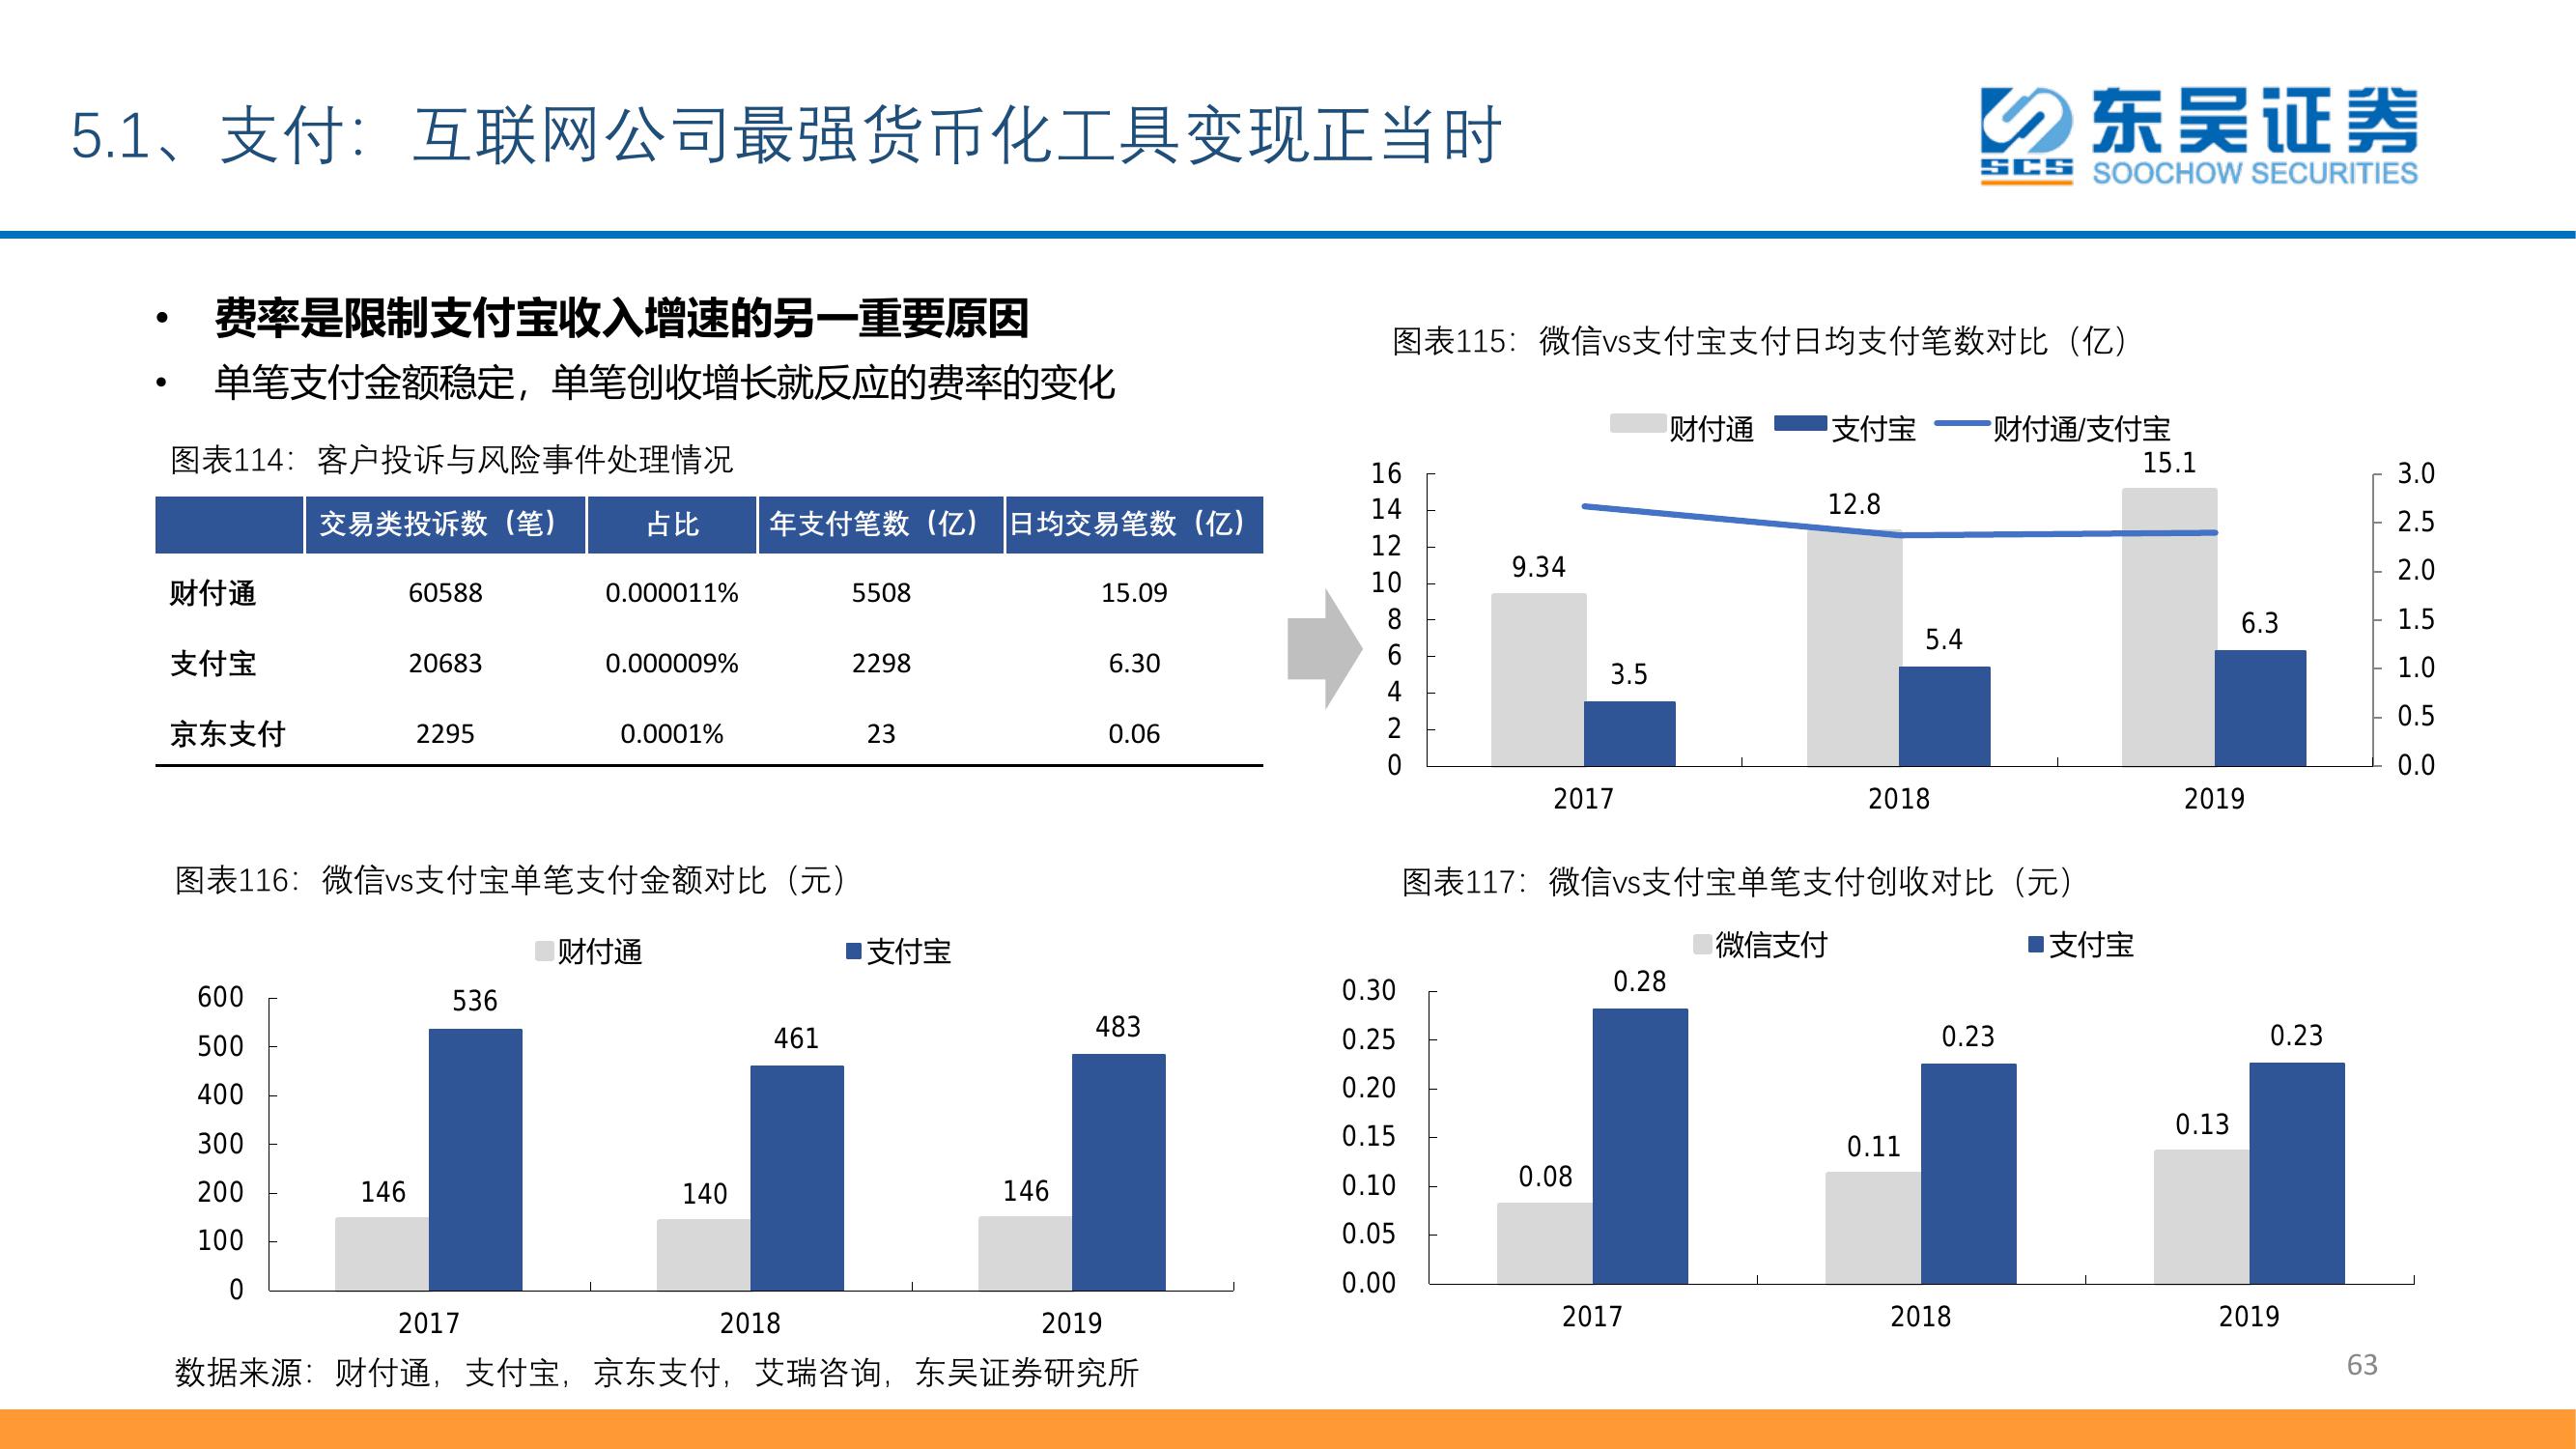 5.1、支付：互联网公司最强货币化工具变现正当时
东吴证券
SCS
SOOCHOW SECURITIES
• 费率是限制支付宝收入增速的另一重要原因
• 单笔支付金额稳定，单笔创收增长就反应的费率的变化
图表114：客户投诉与风险事件处理情况
交易类投诉数（笔） 占比 年支付笔数（亿） 日均交易笔数（亿）
财付通 60588 0.000011% 5508 15.09
支付宝 20683 0.000009% 2298 6.30
京东支付 2295 0.0001% 23 0.06
图表115：微信vs支付宝支付日均支付笔数对比（亿）
财付通 支付宝 财付通/支付宝
16
14
12
10
8
6
4
2
0
9.34
3.5
12.8
5.4
15.1
6.3
3.0
2.5
2.0
1.5
1.0
0.5
0.0
2017 2018 2019
图表116：微信vs支付宝单笔支付金额对比（元）
财付通 支付宝
600
500
400
300
200
100
0
146
536
140
461
146
483
2017 2018 2019
图表117：微信vs支付宝单笔支付创收对比（元）
微信支付 支付宝
0.30
0.25
0.20
0.15
0.10
0.05
0.00
0.08
0.28
0.11
0.23
0.13
0.23
2017 2018 2019
数据来源：财付通，支付宝，京东支付，艾瑞咨询，东吴证券研究所
63